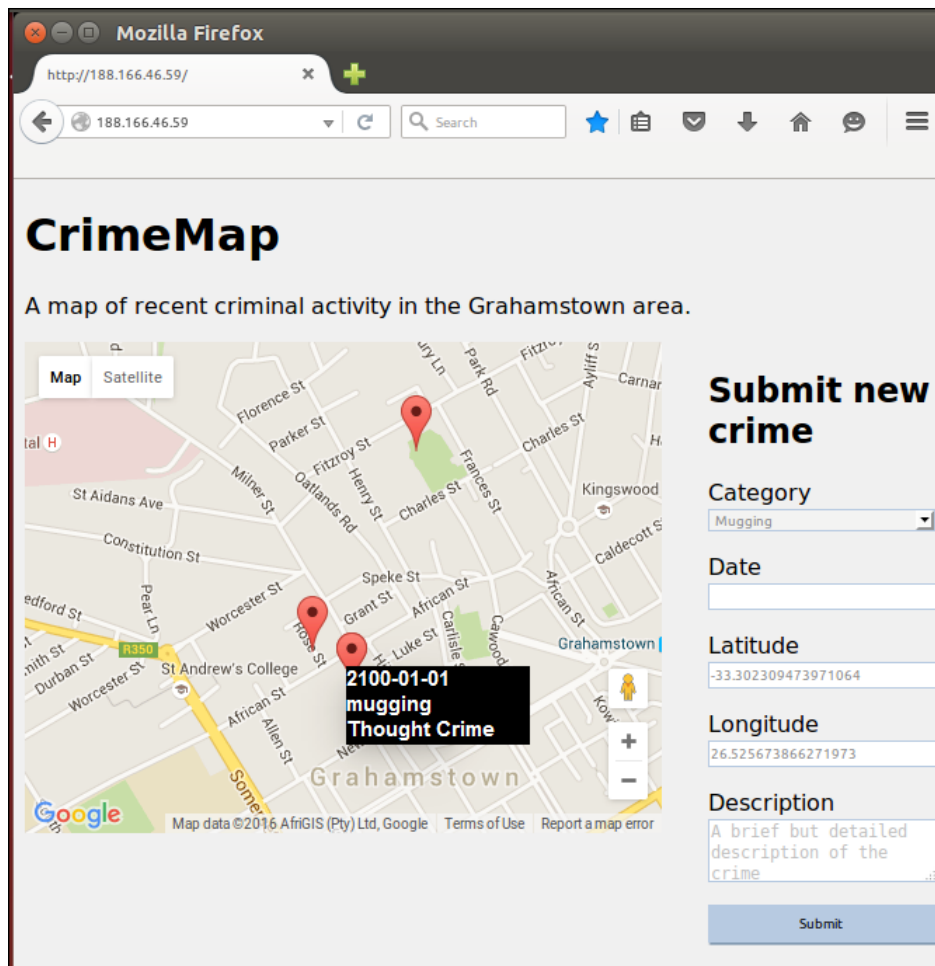 Mozilla Firefox
http://188.166.46.59/
188.166.46.59
Search
CrimeMap
A map of recent criminal activity in the Grahamstown area.
Map Satellite
Florence St
Parker St
Fitzroy St
Milner St
Oatlands Rd
Henry St
Charles St
Frances St
Park Rd
Charles St
Ayliff S
Carnar
tal H
St Aidans Ave
Constitution St
Kingswood
Caldecott S
Speke St
Grant St
African St
African St
Worcester St
Pear Ln
edford St
R350
Rose St
Luke St
Carlisle St
Cawood
Grahamstown
mith St
Durban St
Worcester St
St Andrew's College
2100-01-01
mugging
Thought Crime
African St
Allen St
New
Grahamstown
Somer
Google
Map data ©2016 AfriGIS (Pty) Ltd, Google
Terms of Use
Report a map error
Submit new
crime
Category
Mugging
Date
Latitude
-33.302309473971064
Longitude
26.525673866271973
Description
A brief but detailed
description of the
crime
Submit